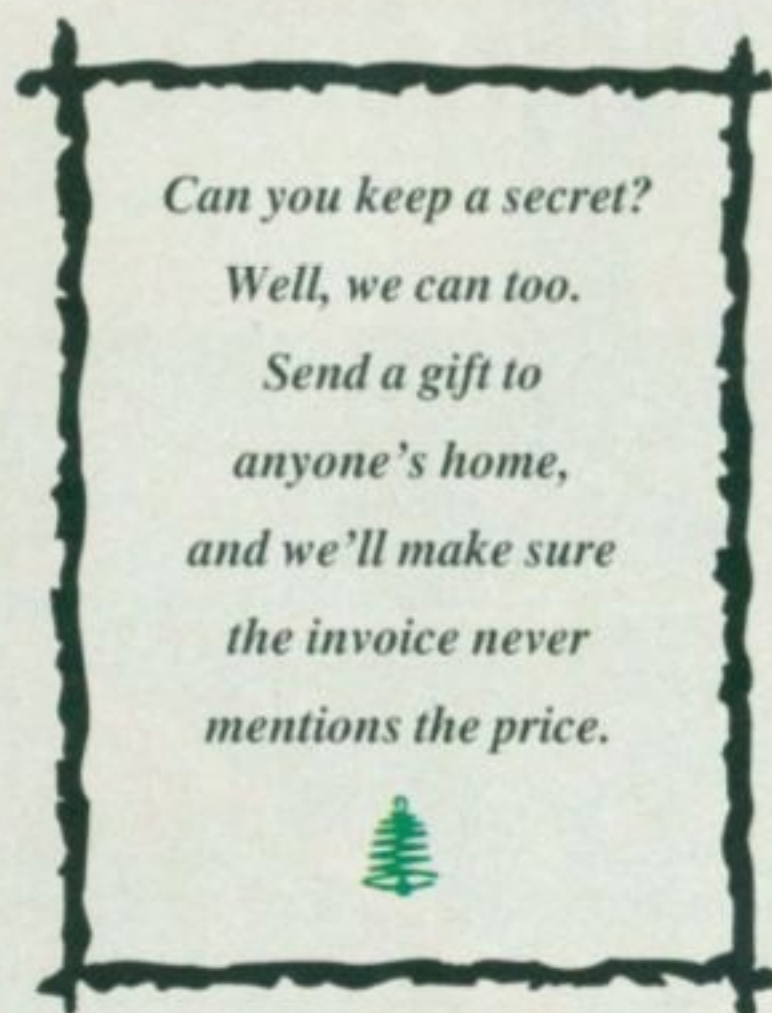 Can you keep a secret?
Well, we can too.
Send a gift to
anyone's home,
and we'll make sure
the invoice never
mentions the price.